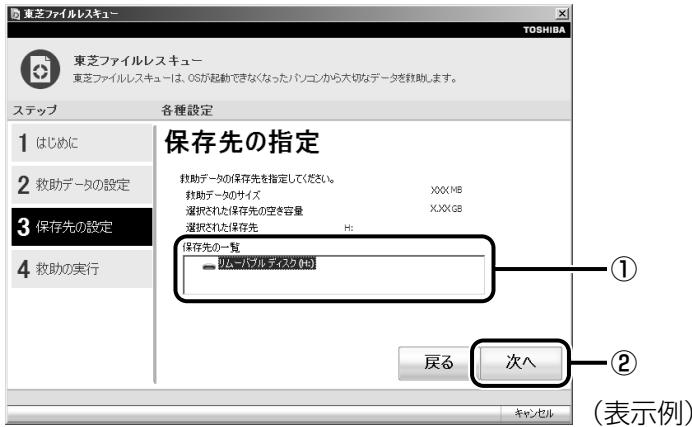 東芝ファイルレスキュー
TOSHIBA
東芝ファイルレスキュー
東芝ファイルレスキューは、OSが起動できなくなったパソコンから大切なデータを救助します。
ステップ
各種設定
1 はじめに
2 救助データの設定
3 保存先の設定
4 救助の実行
保存先の指定
救助データの保存先を指定してください。
救助データのサイズ XXX MB
選択された保存先の空き容量 X.XX GB
選択された保存先 H:
保存先の一覧
リムーバブル ディスク (H:)
①
戻る
次へ
②
キャンセル
（表示例）